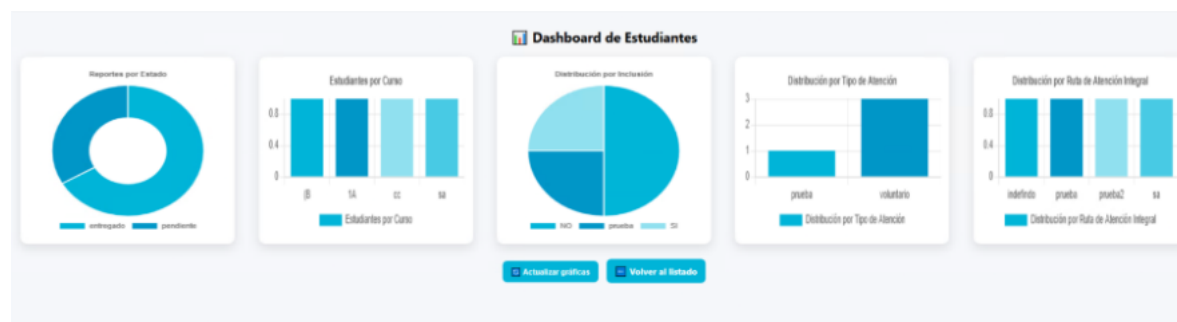 📊 Dashboard de Estudiantes
Reportes por Estado
entregado pendiente
Estudiantes por Curso
0.8
0.4
0
(B 1A cc sa
Estudiantes por Curso
Distribución por Inclusión
NO prueba SI
Distribución por Tipo de Atención
3
2
1
0
prueba voluntario
Distribución por Tipo de Atención
Distribución por Ruta de Atención Integral
0.8
0.4
0
indefindo prueba prueba2 sa
Distribución por Ruta de Atención Integral
Actualizar gráficas
Volver al listado